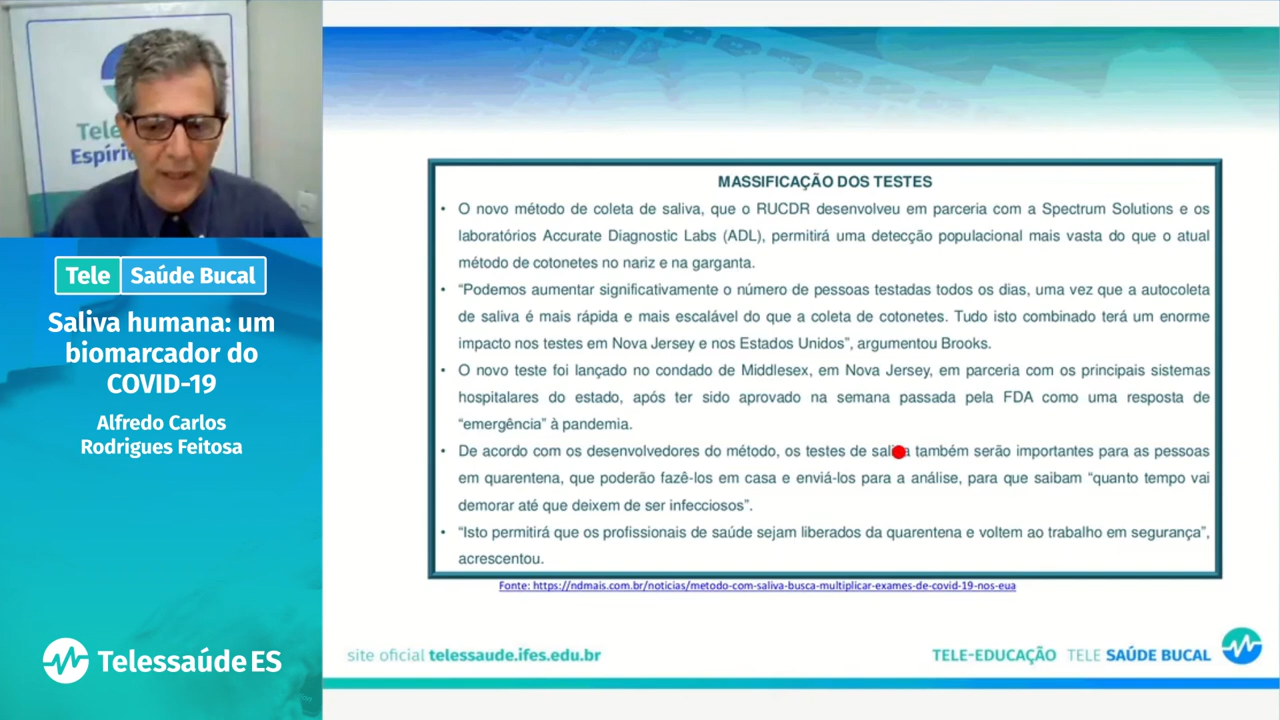 Tele
Espíri
Tele Saúde Bucal
Saliva humana: um
biomarcador do
COVID-19
Alfredo Carlos
Rodrigues Feitosa
Telessaúde ES
MASSIFICAÇÃO DOS TESTES
• O novo método de coleta de saliva, que o RUCDR desenvolveu em parceria com a Spectrum Solutions e os
laboratórios Accurate Diagnostic Labs (ADL), permitirá uma detecção populacional mais vasta do que o atual
método de cotonetes no nariz e na garganta.
• “Podemos aumentar significativamente o número de pessoas testadas todos os dias, uma vez que a autocoleta
de saliva é mais rápida e mais escalável do que a coleta de cotonetes. Tudo isto combinado terá um enorme
impacto nos testes em Nova Jersey e nos Estados Unidos”, argumentou Brooks.
• O novo teste foi lançado no condado de Middlesex, em Nova Jersey, em parceria com os principais sistemas
hospitalares do estado, após ter sido aprovado na semana passada pela FDA como uma resposta de
“emergência” à pandemia.
• De acordo com os desenvolvedores do método, os testes de saliva também serão importantes para as pessoas
em quarentena, que poderão fazê-los em casa e enviá-los para a análise, para que saibam “quanto tempo vai
demorar até que deixem de ser infecciosos”.
• “Isto permitirá que os profissionais de saúde sejam liberados da quarentena e voltem ao trabalho em segurança”,
acrescentou.
Fonte: https://ndmais.com.br/noticias/metodo-com-saliva-busca-multiplicar-exames-de-covid-19-nos-eua
site oficial telessaude.ifes.edu.br
TELE-EDUCAÇÃO TELE SAÚDE BUCAL